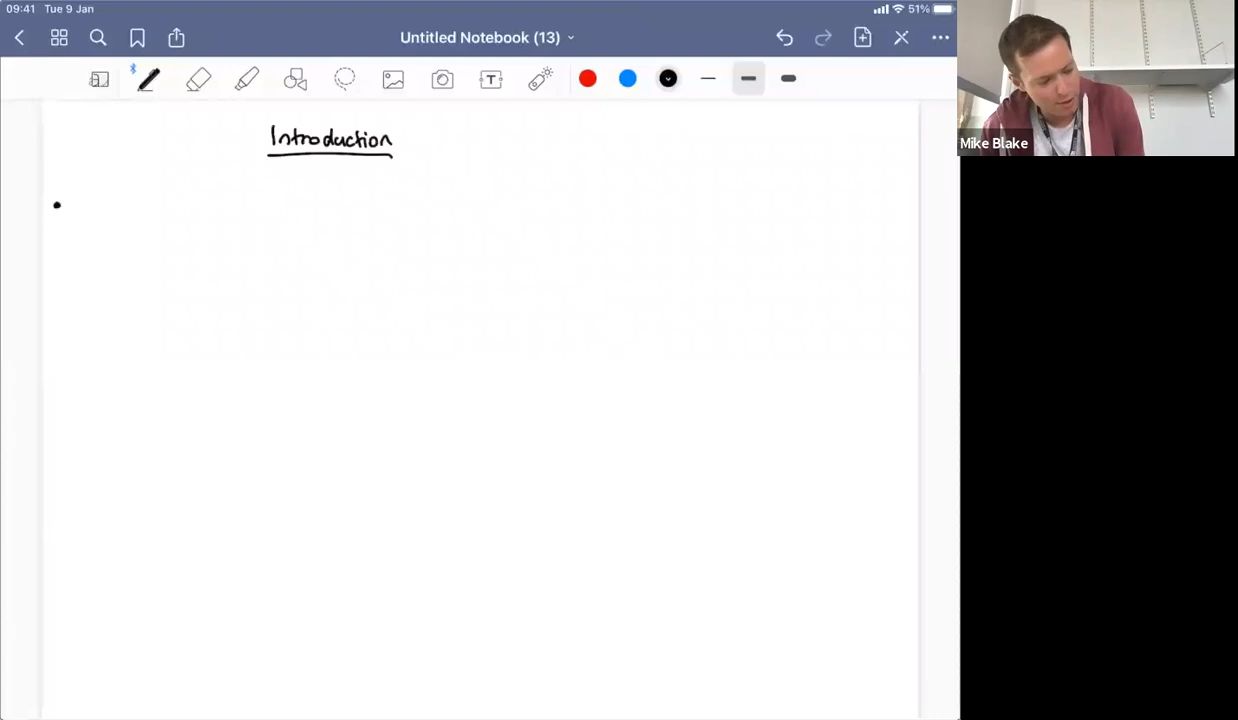 09:41 Tue 9 Jan 51%
Untitled Notebook (13)
T
Introduction
Mike Blake